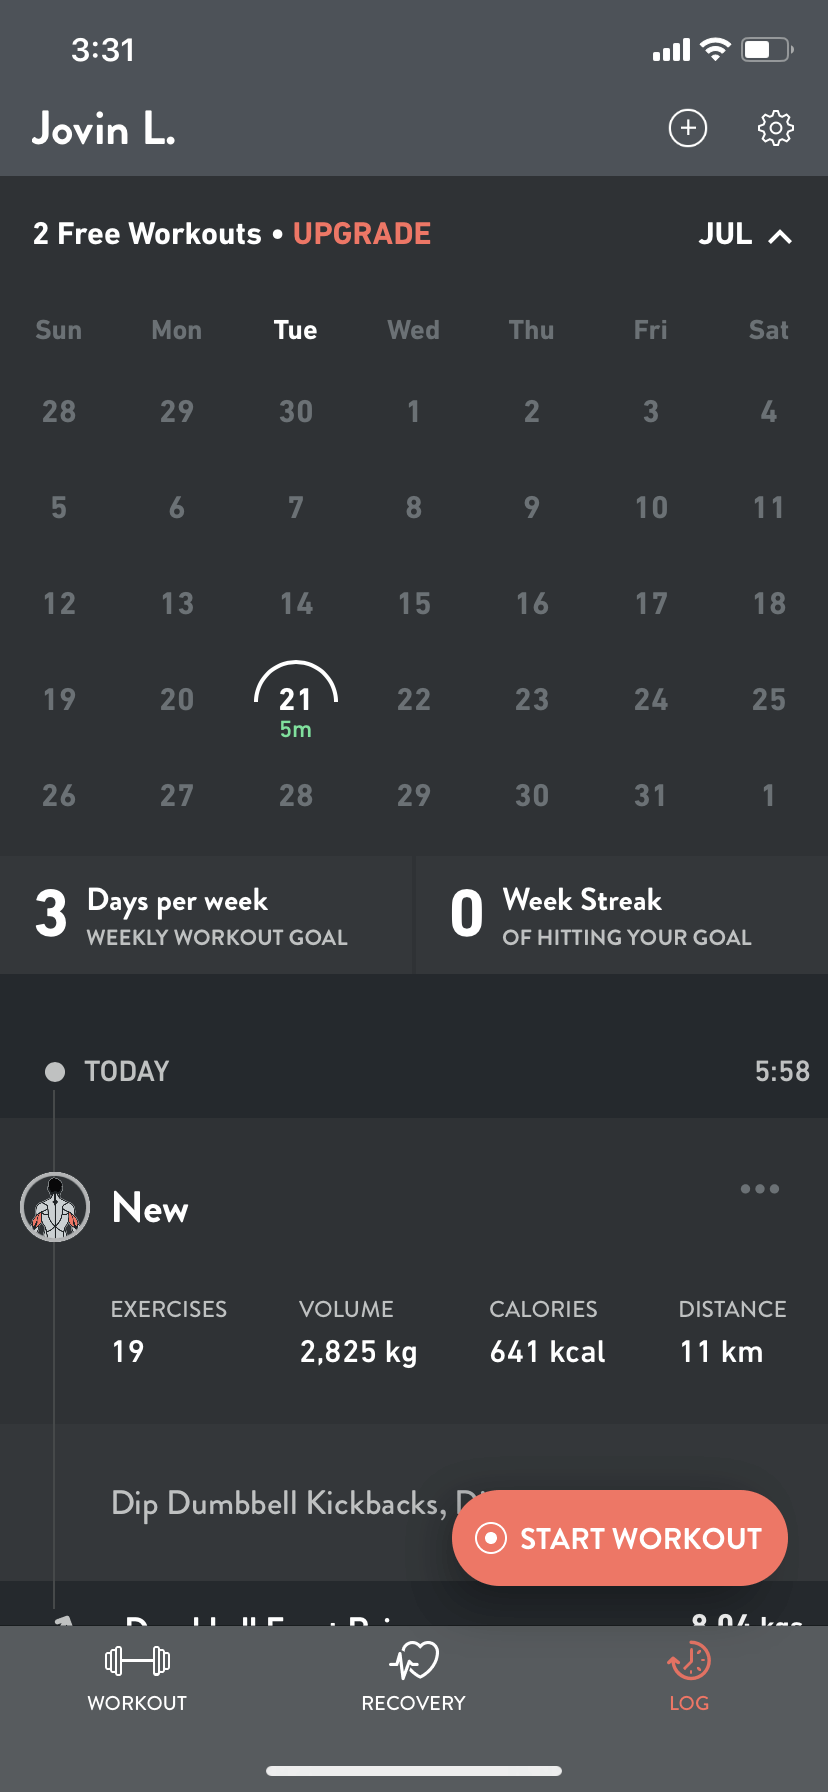 3:31
Jovin L.
2 Free Workouts • UPGRADE JUL
Sun Mon Tue Wed Thu Fri Sat
28 29 30 1 2 3 4
5 6 7 8 9 10 11
12 13 14 15 16 17 18
19 20 21 22 23 24 25
5m
26 27 28 29 30 31 1
3 Days per week
WEEKLY WORKOUT GOAL
0 Week Streak
OF HITTING YOUR GOAL
TODAY 5:58
New
EXERCISES VOLUME CALORIES DISTANCE
19 2,825 kg 641 kcal 11 km
Dip Dumbbell Kickbacks,
START WORKOUT
WORKOUT RECOVERY LOG